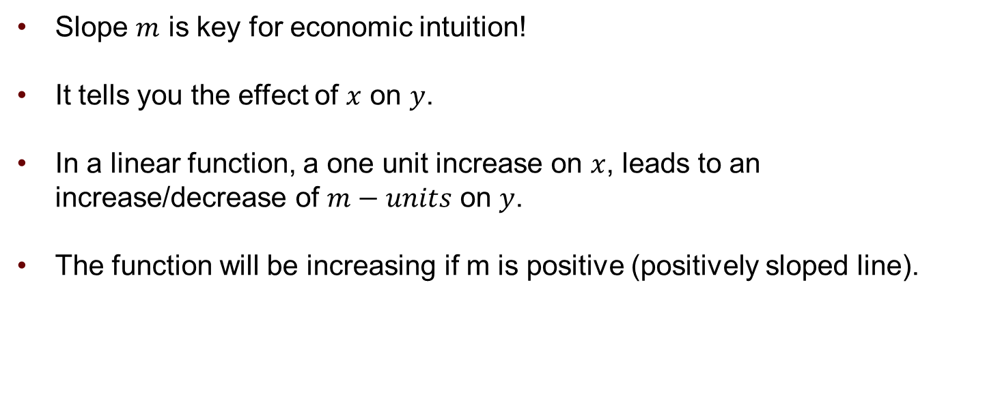 • Slope 𝑚 is key for economic intuition!
• It tells you the effect of 𝑥 on 𝑦.
• In a linear function, a one unit increase on 𝑥, leads to an
increase/decrease of 𝑚 − 𝑢𝑛𝑖𝑡𝑠 on 𝑦.
• The function will be increasing if m is positive (positively sloped line).